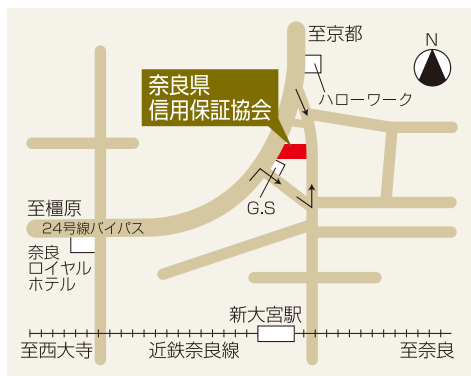 至京都
N
ハローワーク
奈良県
信用保証協会
G.S
至橿原
24号線バイパス
奈良
ロイヤル
ホテル
新大宮駅
至西大寺
近鉄奈良線
至奈良